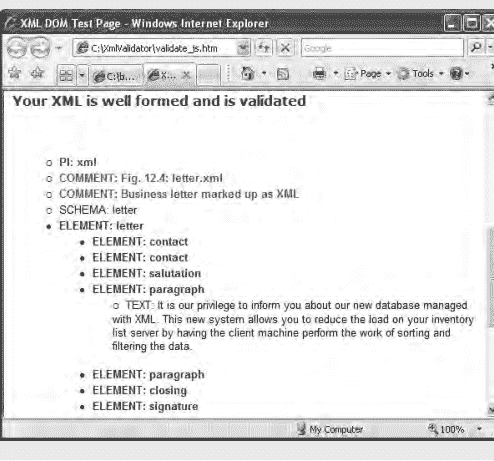 XML DOM Test Page - Windows Internet Explorer
C:\XmlValidator\validate_js.htm
Google
C:\b... X... Page Tools
Your XML is well formed and is validated
PI: xml
COMMENT: Fig. 12.4: letter.xml
COMMENT: Business letter marked up as XML
SCHEMA: letter
ELEMENT: letter
ELEMENT: contact
ELEMENT: contact
ELEMENT: salutation
ELEMENT: paragraph
TEXT: It is our privilege to inform you about our new database managed
with XML. This new system allows you to reduce the load on your inventory
list server by having the client machine perform the work of sorting and
filtering the data.
ELEMENT: paragraph
ELEMENT: closing
ELEMENT: signature
My Computer 100%